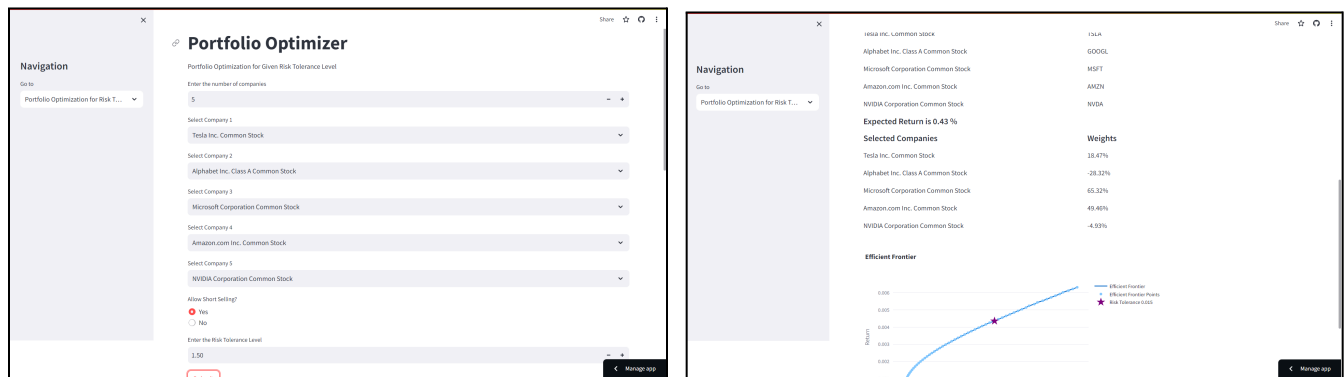 Share
Portfolio Optimizer
Navigation
Portfolio Optimization for Given Risk Tolerance Level
Go to
Enter the number of companies
Portfolio Optimization for Risk T...
5
Select Company 1
Tesla Inc. Common Stock
Select Company 2
Alphabet Inc. Class A Common Stock
Select Company 3
Microsoft Corporation Common Stock
Select Company 4
Amazon.com Inc. Common Stock
Select Company 5
NVIDIA Corporation Common Stock
Allow Short Selling?
Yes
No
Enter the Risk Tolerance Level
1.50
Manage app
Share
Navigation
Go to
Portfolio Optimization for Risk T...
Tesla Inc. Common Stock TSLA
Alphabet Inc. Class A Common Stock GOOGL
Microsoft Corporation Common Stock MSFT
Amazon.com Inc. Common Stock AMZN
NVIDIA Corporation Common Stock NVDA
Expected Return is 0.43 %
Selected Companies Weights
Tesla Inc. Common Stock 18.47%
Alphabet Inc. Class A Common Stock -28.32%
Microsoft Corporation Common Stock 65.32%
Amazon.com Inc. Common Stock 49.46%
NVIDIA Corporation Common Stock -4.93%
Efficient Frontier
Efficient Frontier
Efficient Frontier Points
Risk Tolerance 0.015
0.006
0.005
0.004
0.003
0.002
Return
Manage app